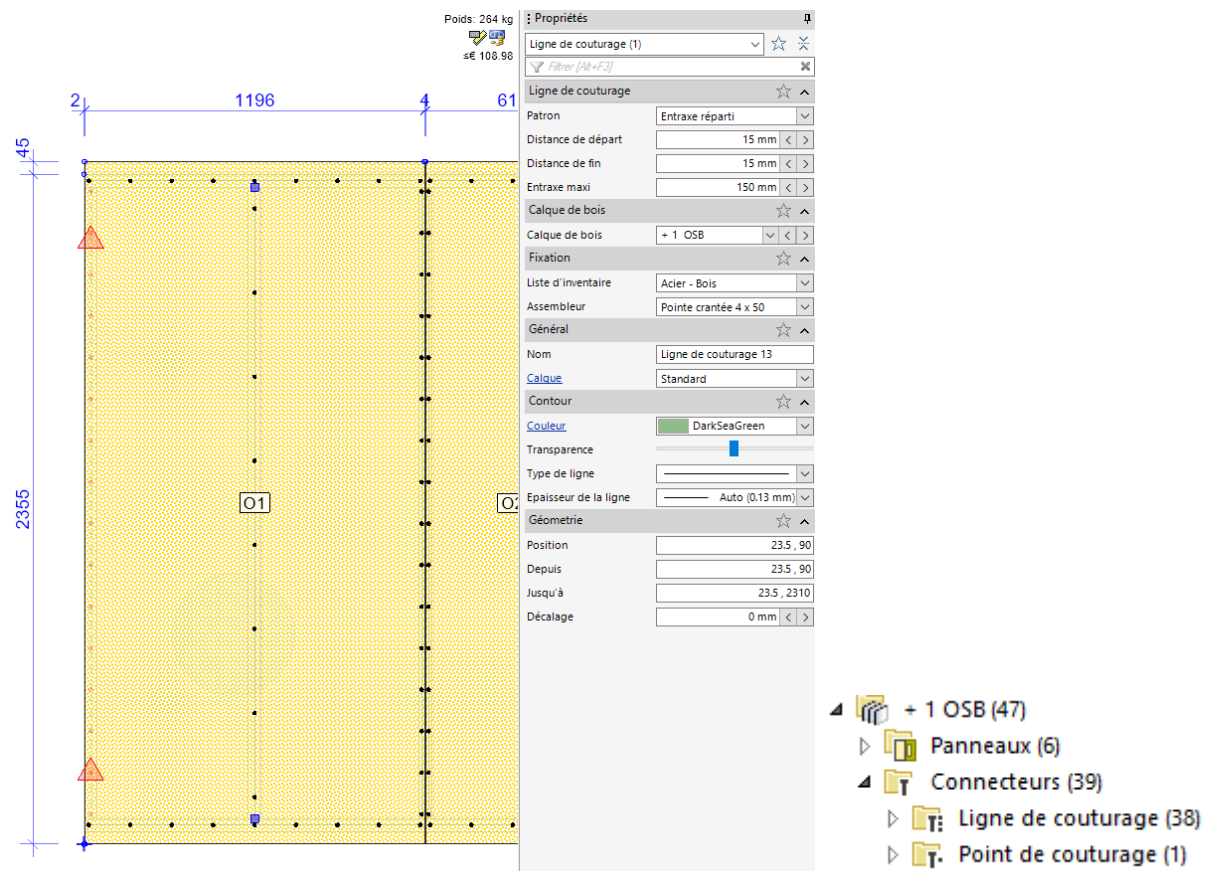 Poids: 264 kg
≤€ 108.98
2
1196
4
61
45
2355
O1
O2
Propriétés
Ligne de couturage (1)
Filtrer [Alt+F3]
Ligne de couturage
Patron Entraxe réparti
Distance de départ 15 mm
Distance de fin 15 mm
Entraxe maxi 150 mm
Calque de bois
Calque de bois + 1 OSB
Fixation
Liste d'inventaire Acier - Bois
Assembleur Pointe crantée 4 x 50
Général
Nom Ligne de couturage 13
Calque Standard
Contour
Couleur DarkSeaGreen
Transparence
Type de ligne
Epaisseur de la ligne Auto (0.13 mm)
Géometrie
Position 23.5 , 90
Depuis 23.5 , 90
Jusqu'à 23.5 , 2310
Décalage 0 mm
+ 1 OSB (47)
Panneaux (6)
Connecteurs (39)
Ligne de couturage (38)
Point de couturage (1)